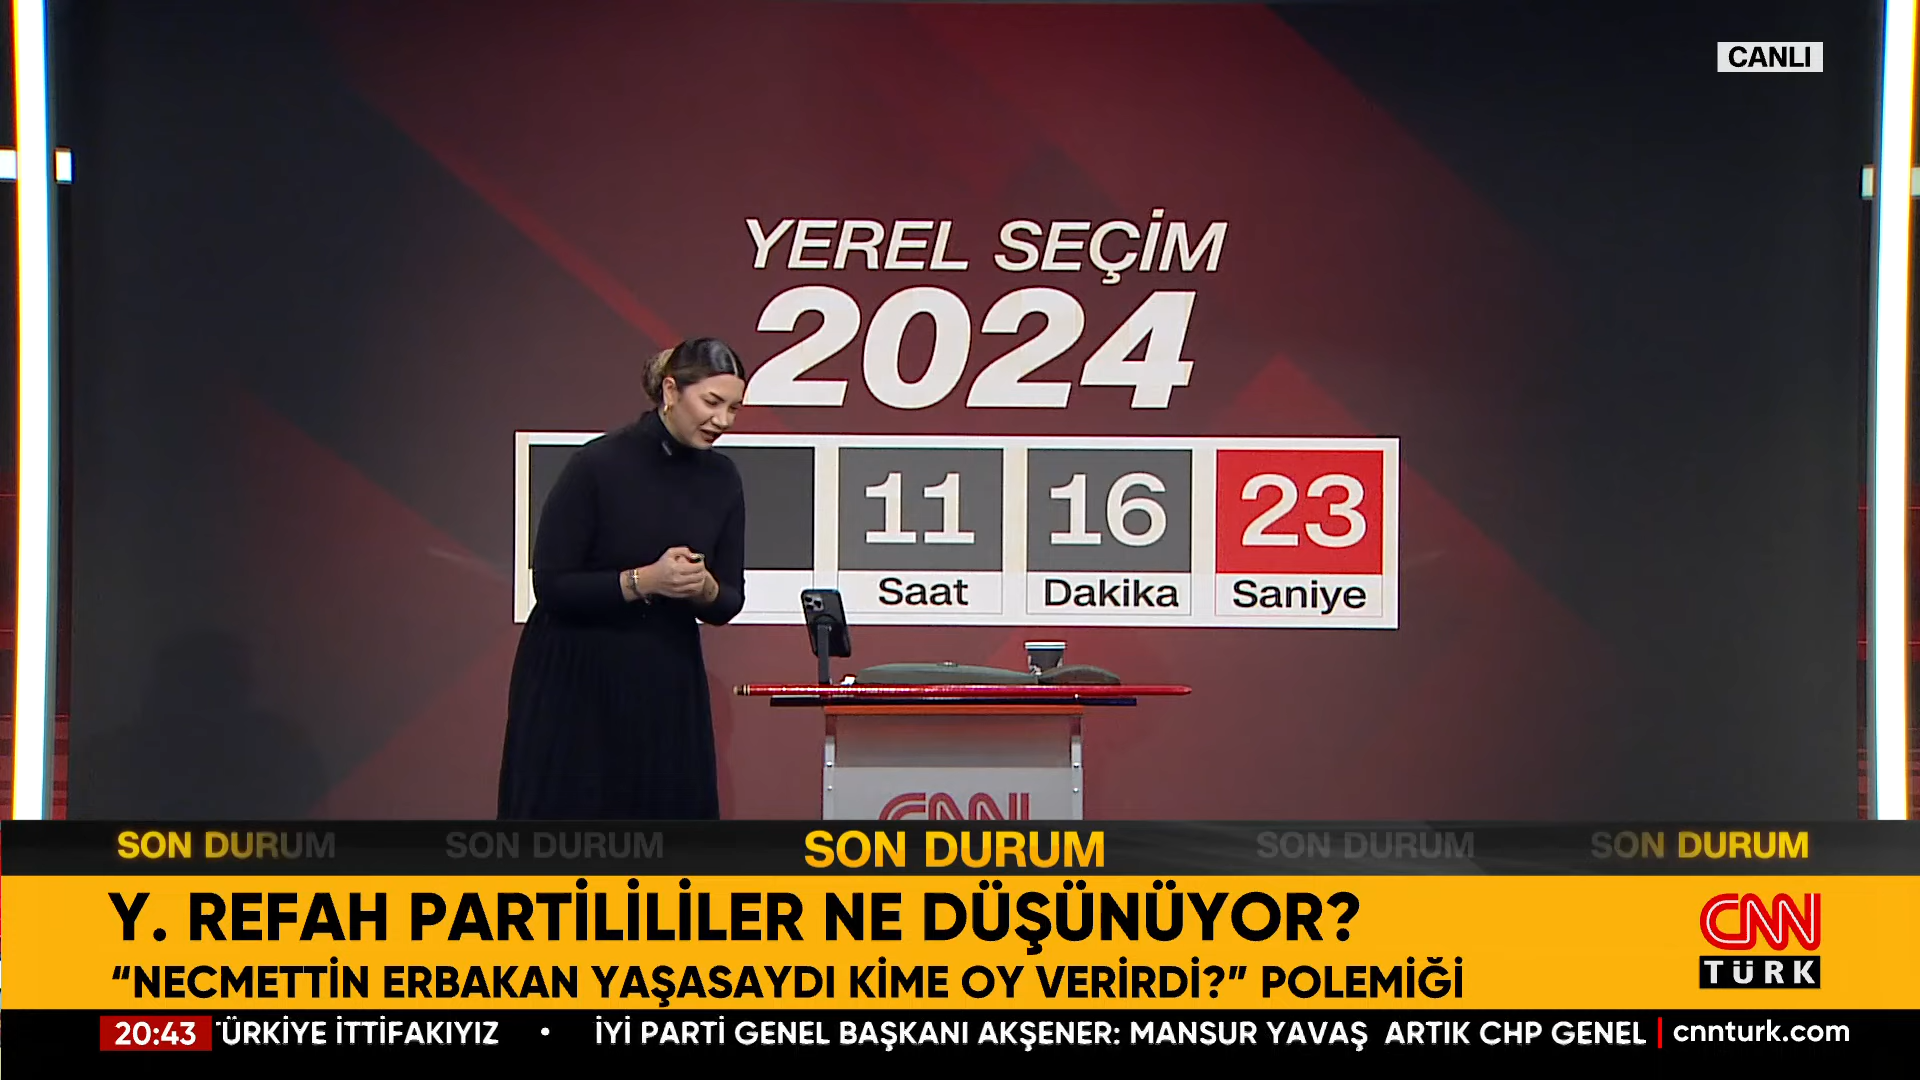 CANLI
YEREL SEÇİM
2024
11 16 23
Saat Dakika Saniye
CNN
SON DURUM SON DURUM SON DURUM SON DURUM SON DURUM
Y. REFAH PARTİLİLİLER NE DÜŞÜNÜYOR?
“NECMETTİN ERBAKAN YAŞASAYDI KİME OY VERİRDİ?” POLEMİĞİ
CNN
TÜRK
20:43 TÜRKİYE İTTİFAKIYIZ • İYİ PARTİ GENEL BAŞKANI AKŞENER: MANSUR YAVAŞ ARTIK CHP GENEL | cnnturk.com